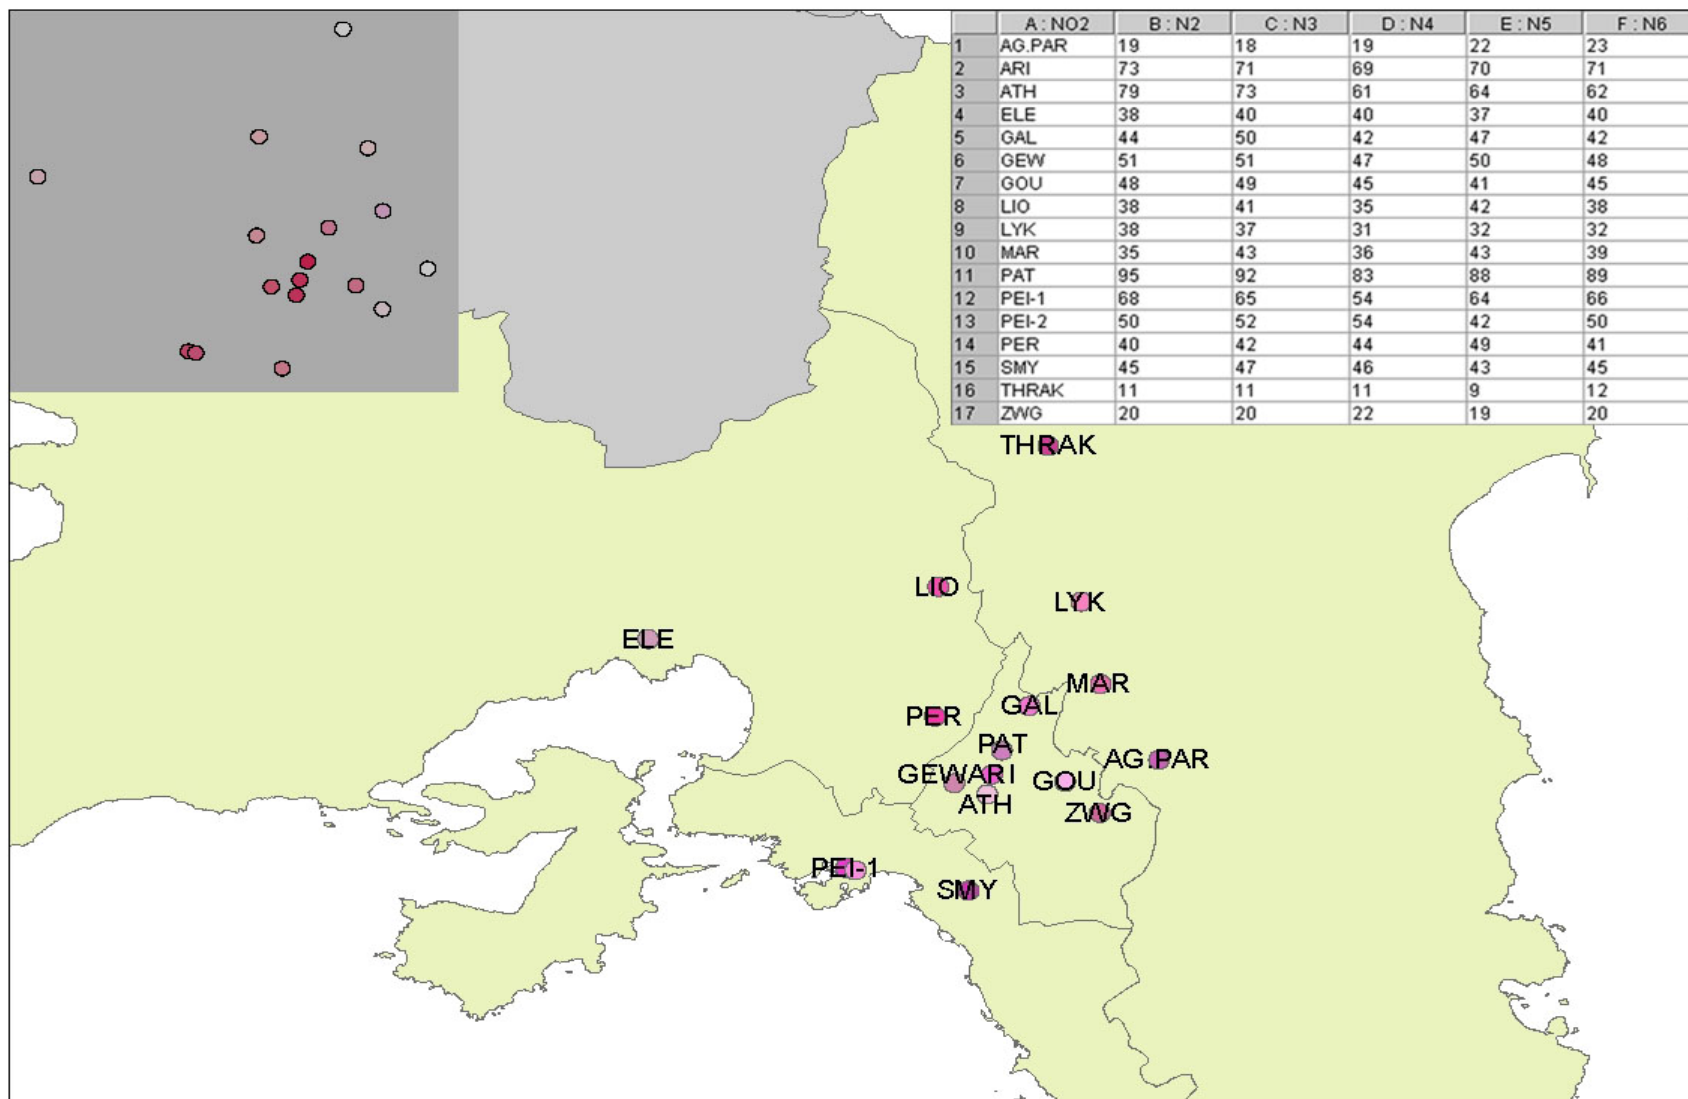 A : NO2 B : N2 C : N3 D : N4 E : N5 F : N6
1 AG.PAR 19 18 19 22 23
2 ARI 73 71 69 70 71
3 ATH 79 73 61 64 62
4 ELE 38 40 40 37 40
5 GAL 44 50 42 47 42
6 GEW 51 51 47 50 48
7 GOU 48 49 45 41 45
8 LIO 38 41 35 42 38
9 LYK 38 37 31 32 32
10 MAR 35 43 36 43 39
11 PAT 95 92 83 88 89
12 PEI-1 68 65 54 64 66
13 PEI-2 50 52 54 42 50
14 PER 40 42 44 49 41
15 SMY 45 47 46 43 45
16 THRAK 11 11 11 9 12
17 ZWG 20 20 22 19 20
THRAK
LIO
LYK
ELE
MAR
GAL
PER
PAT
AG.PAR
GEWARI
GOU
ATH
ZWG
PEI-1
SMY